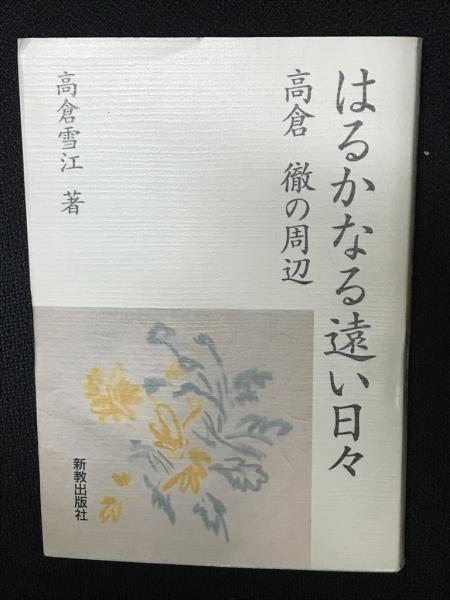 はるかなる遠い日々
高倉 徹の周辺
高倉雪江 著
新教出版社